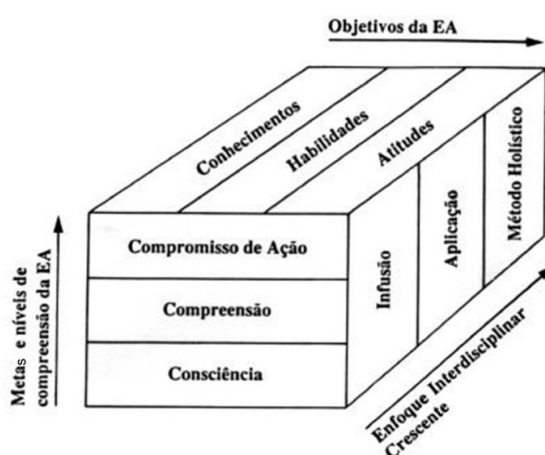 Objetivos da EA
Conhecimentos
Habilidades
Atitudes
Método Holístico
Aplicação
Infusão
Compromisso de Ação
Compreensão
Consciência
Metas e níveis de
compreensão da EA
Enfoque Interdisciplinar
Crescente